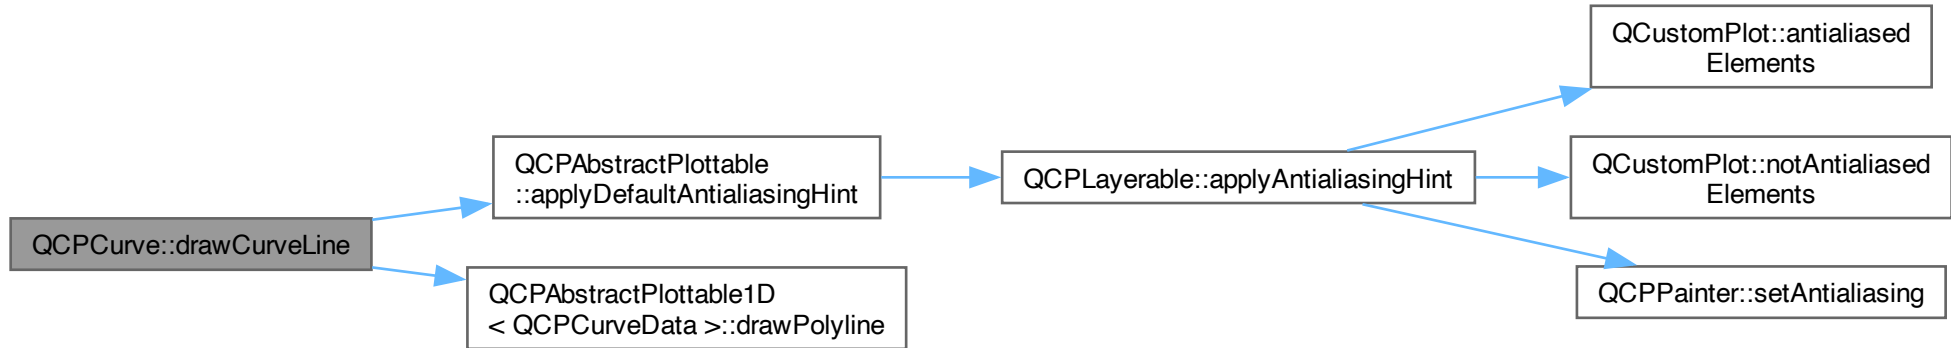 QCPCurve::drawCurveLine
QCPAbstractPlottable
::applyDefaultAntialiasingHint
QCPAbstractPlottable1D
< QCPCurveData >::drawPolyline
QCPLayerable::applyAntialiasingHint
QCustomPlot::antialiased
Elements
QCustomPlot::notAntialiased
Elements
QCPPainter::setAntialiasing